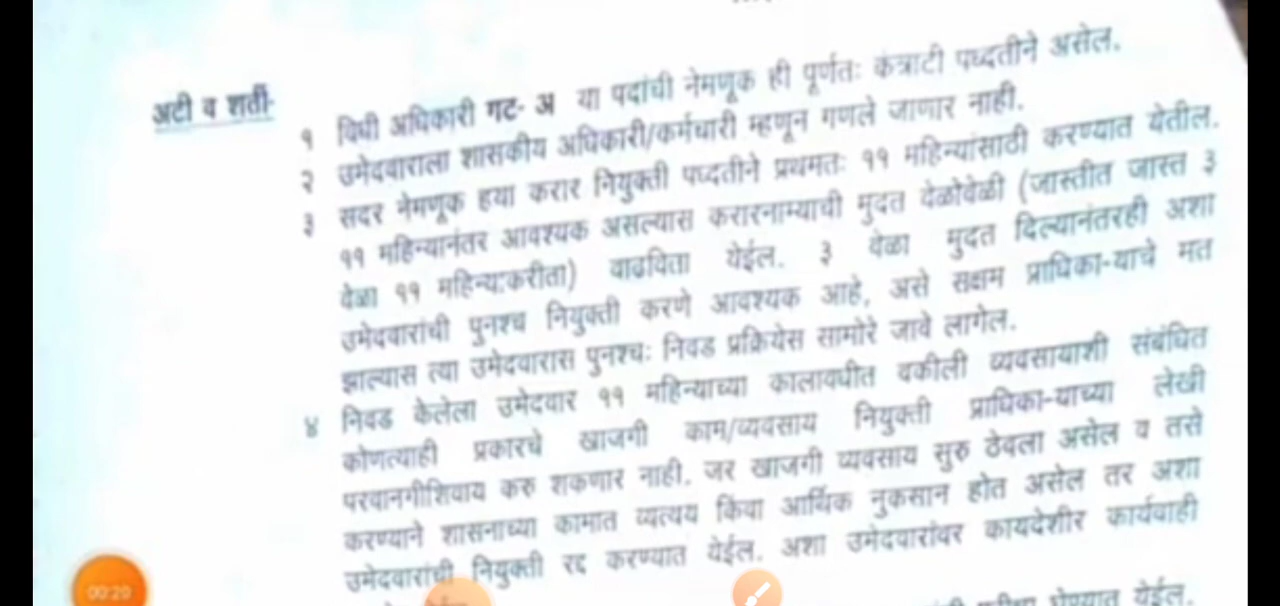 अटी व शर्ती-
१ विधी अधिकारी गट- अ या पदांची नेमणूक ही पूर्णतः कंत्राटी पध्दतीने असेल.
२ उमेदवाराला शासकीय अधिकारी/कर्मचारी म्हणून गणले जाणार नाही.
३ सदर नेमणूक हया करार नियुक्ती पध्दतीने प्रथमतः ११ महिन्यांसाठी करण्यात येतील.
११ महिन्यानंतर आवश्यक असल्यास करारनाम्याची मुदत वेळोवेळी (जास्तीत जास्त ३
वेळा ११ महिन्याकरीता) वाढविता येईल. ३ वेळा मुदत दिल्यानंतरही अशा
उमेदवारांची पुनश्च नियुक्ती करणे आवश्यक आहे, असे सक्षम प्राधिका-याचे मत
झाल्यास त्या उमेदवारास पुनश्चः निवड प्रक्रियेस सामोरे जावे लागेल.
४ निवड केलेला उमेदवार ११ महिन्याच्या कालावधीत वकीली व्यवसायाशी संबंधित
कोणत्याही प्रकारचे खाजगी काम/व्यवसाय नियुक्ती प्राधिका-याच्या लेखी
परवानगीशिवाय करु शकणार नाही. जर खाजगी व्यवसाय सुरु ठेवला असेल व तसे
करण्याने शासनाच्या कामात व्यत्यय किंवा आर्थिक नुकसान होत असेल तर अशा
उमेदवारांची नियुक्ती रद्द करण्यात येईल. अशा उमेदवारांवर कायदेशीर कार्यवाही
घेण्यात येईल.
00:20